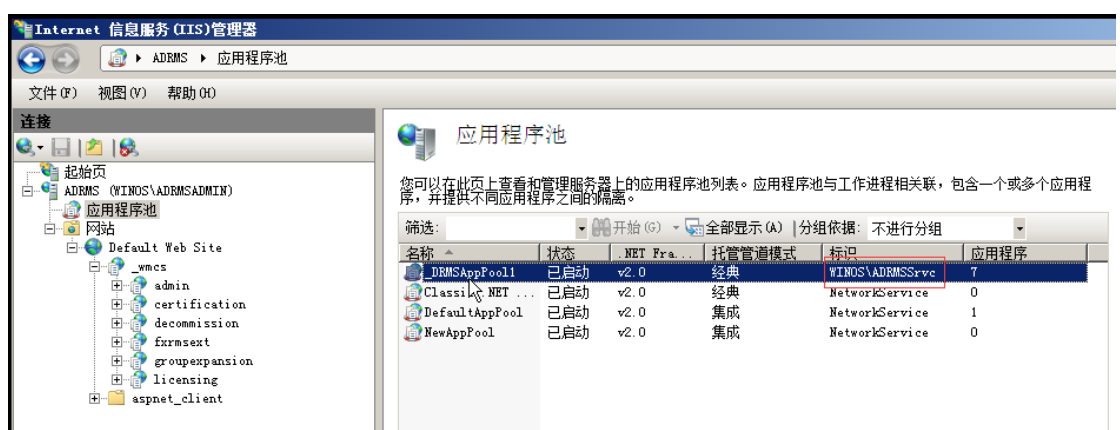 Internet 信息服务(IIS)管理器
ADRMS 应用程序池
文件(F) 视图(V) 帮助(H)
连接
起始页
ADRMS (WINOS\ADRMSADMIN)
应用程序池
网站
Default Web Site
_wmcs
admin
certification
decommission
fxrmsext
groupexpansion
licensing
aspnet_client
应用程序池
您可以在此页上查看和管理服务器上的应用程序池列表。应用程序池与工作进程相关联，包含一个或多个应用程
序，并提供不同应用程序之间的隔离。
筛选: 开始(G) 全部显示(A) 分组依据: 不进行分组
名称 状态 .NET Fra... 托管管道模式 标识 应用程序
_DRMSAppPool1 已启动 v2.0 经典 WINOS\ADRMSSrvc 7
Classic .NET ... 已启动 v2.0 经典 NetworkService 0
DefaultAppPool 已启动 v2.0 集成 NetworkService 1
NewAppPool 已启动 v2.0 集成 NetworkService 0